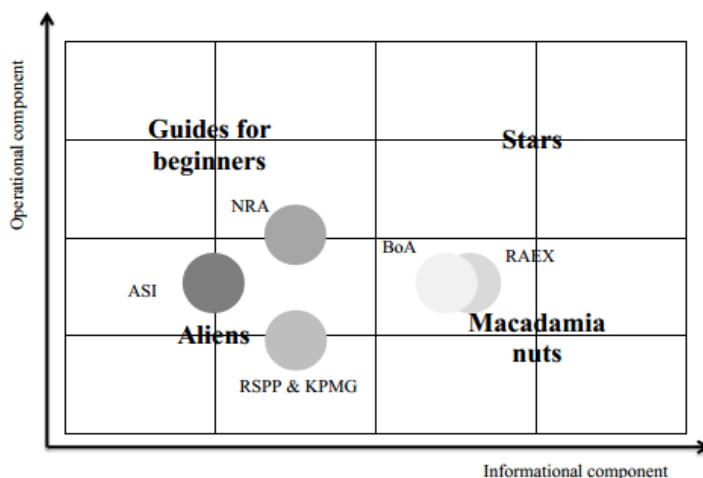 Operational component
Guides for
beginners
Stars
NRA
BoA
RAEX
ASI
Aliens
Macadamia
nuts
RSPP & KPMG
Informational component